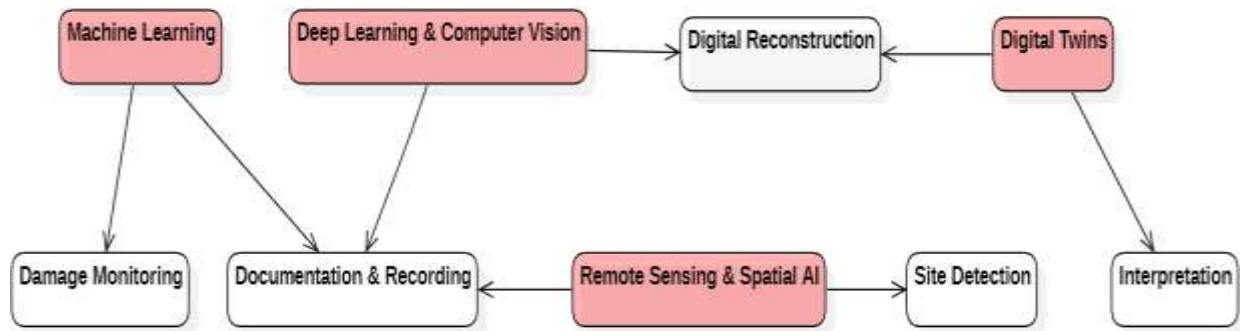 Machine Learning
Deep Learning & Computer Vision
Digital Reconstruction
Digital Twins
Damage Monitoring
Documentation & Recording
Remote Sensing & Spatial AI
Site Detection
Interpretation